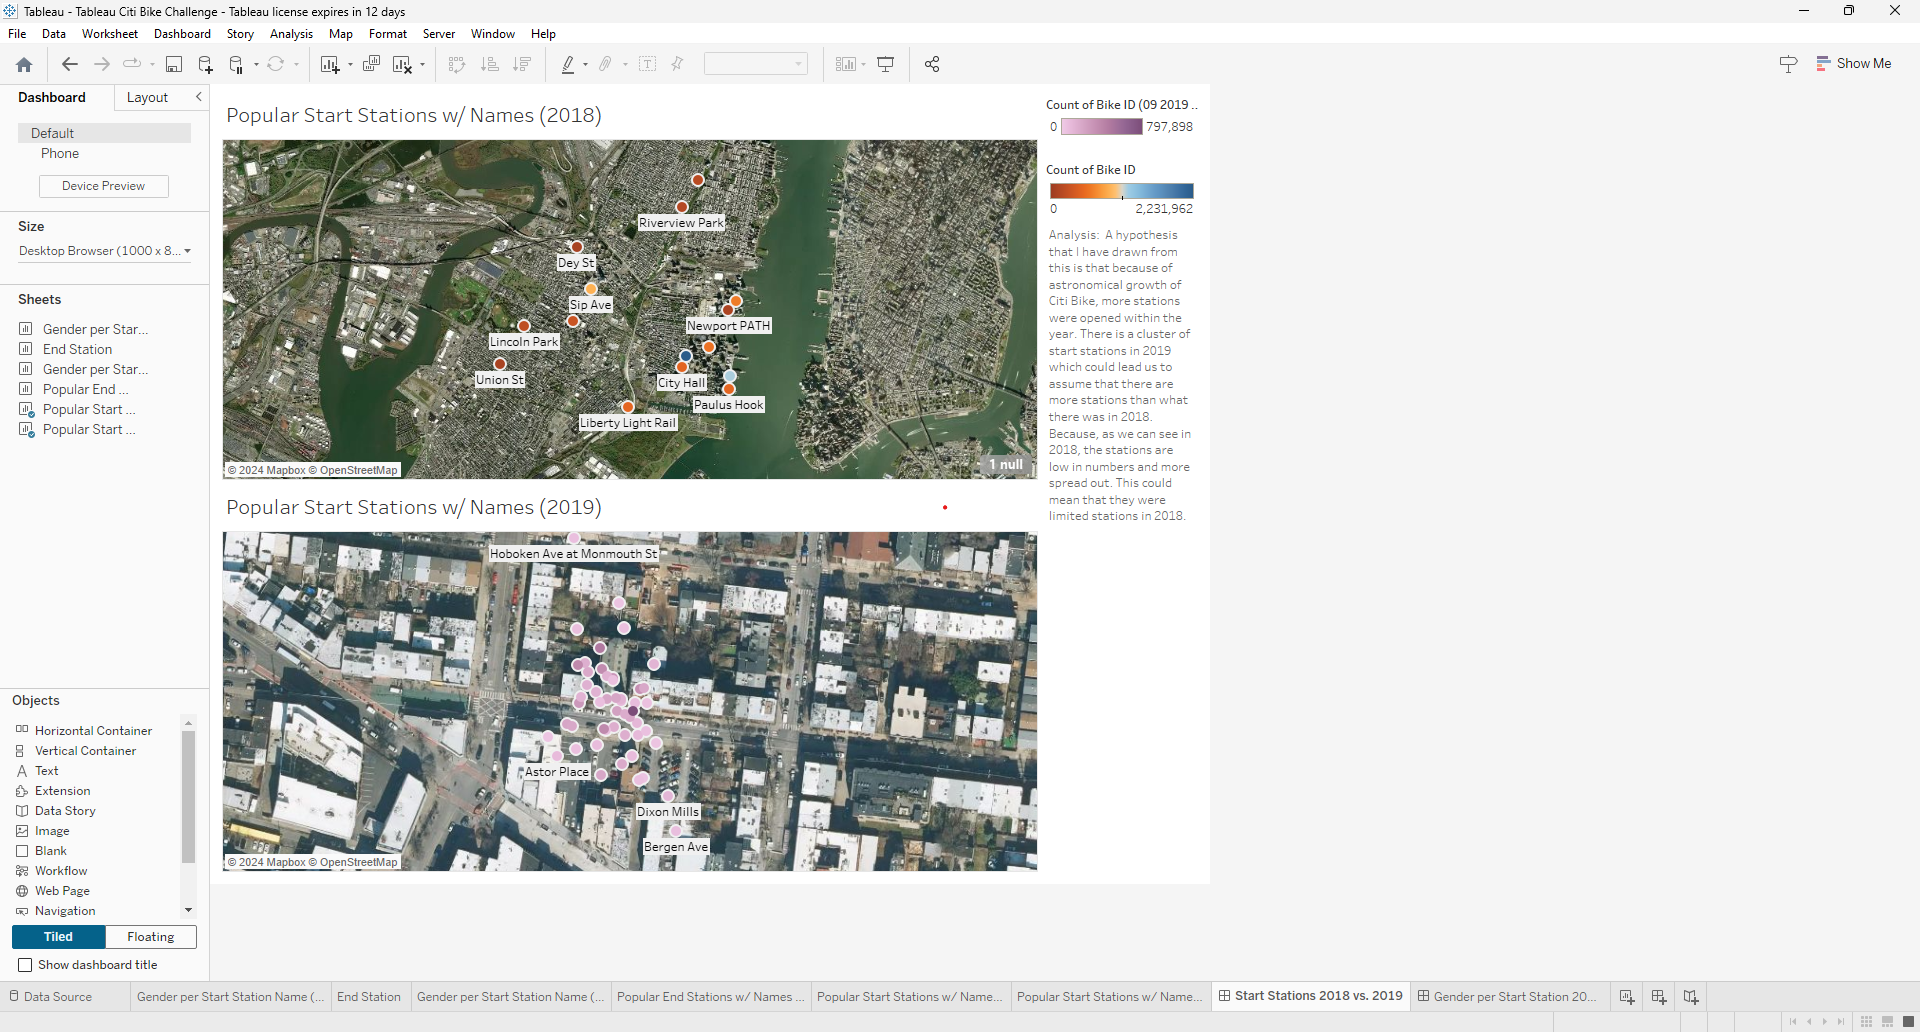 Tableau - Tableau Citi Bike Challenge - Tableau license expires in 12 days
File Data Worksheet Dashboard Story Analysis Map Format Server Window Help
Show Me
Dashboard
Layout
Default
Phone
Device Preview
Size
Desktop Browser (1000 x 8...
Sheets
Gender per Star...
End Station
Gender per Star...
Popular End ...
Popular Start ...
Popular Start ...
Objects
Horizontal Container
Vertical Container
Text
Extension
Data Story
Image
Blank
Workflow
Web Page
Navigation
Tiled
Floating
Show dashboard title
Popular Start Stations w/ Names (2018)
Riverview Park
Dey St
Sip Ave
Newport PATH
Lincoln Park
Union St
City Hall
Paulus Hook
Liberty Light Rail
© 2024 Mapbox © OpenStreetMap
1 null
Popular Start Stations w/ Names (2019)
Hoboken Ave at Monmouth St
Astor Place
Dixon Mills
Bergen Ave
© 2024 Mapbox © OpenStreetMap
Count of Bike ID (09 2019 ..
0 797,898
Count of Bike ID
0 2,231,962
Analysis: A hypothesis
that I have drawn from
this is that because of
astronomical growth of
Citi Bike, more stations
were opened within the
year. There is a cluster of
start stations in 2019
which could lead us to
assume that there are
more stations than what
there was in 2018.
Because, as we can see in
2018, the stations are
low in numbers and more
spread out. This could
mean that they were
limited stations in 2018.
Data Source
Gender per Start Station Name (...
End Station
Gender per Start Station Name (...
Popular End Stations w/ Names ...
Popular Start Stations w/ Name...
Popular Start Stations w/ Name...
Start Stations 2018 vs. 2019
Gender per Start Station 20...